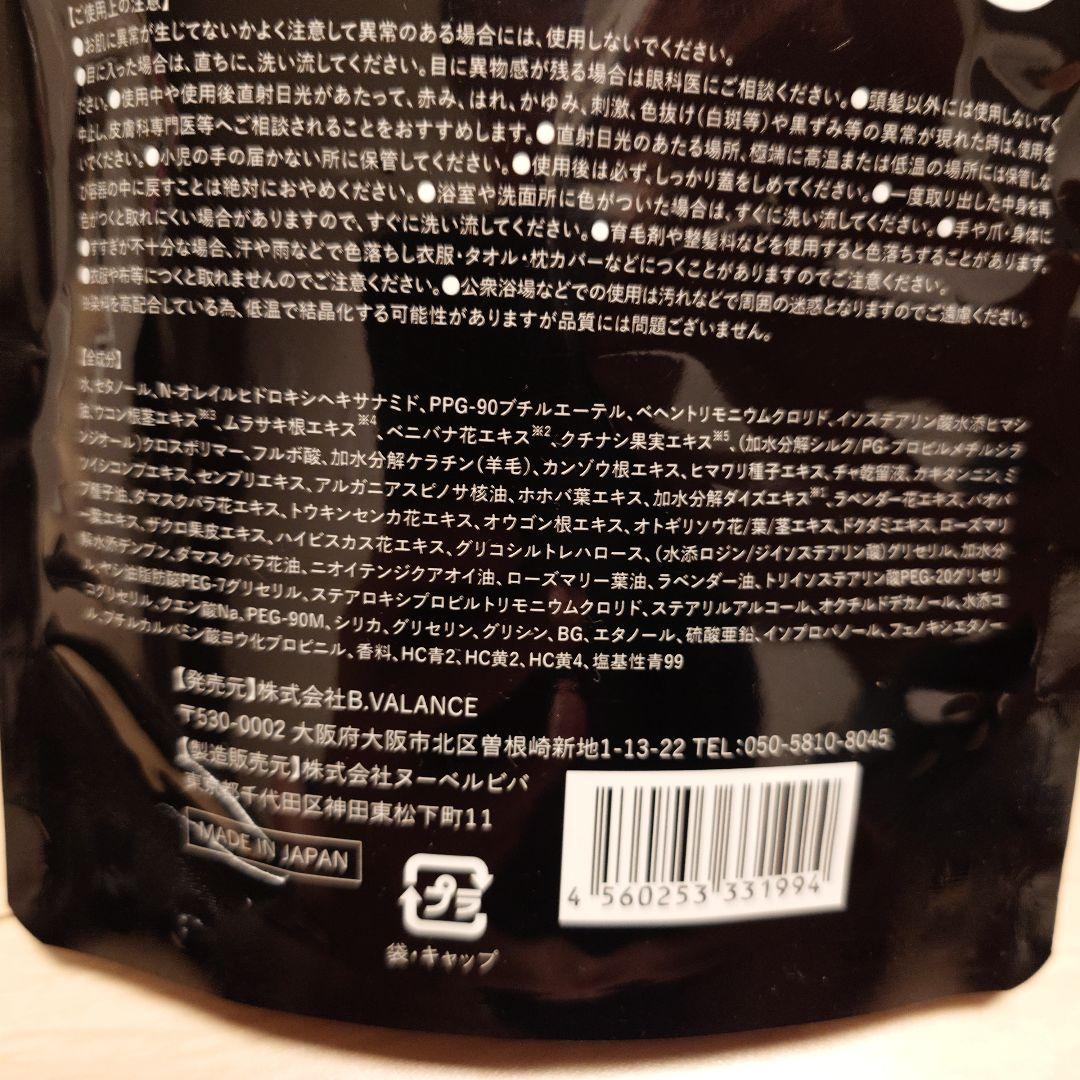 【ご使用上の注意】
●お肌に異常が生じてないかよく注意して異常のある場合には、使用しないでください。
●目に入った場合は、直ちに、洗い流してください。目に異物感が残る場合は眼科医にご相談ください。●頭髪以外には使用しないでく
ださい。●使用中や使用後直射日光があたって、赤み、はれ、かゆみ、刺激、色抜け(白斑等)や黒ずみ等の異常が現れた時は、使用を
中止し、皮膚科専門医等へご相談されることをおすすめします。●直射日光のあたる場所、極端に高温または低温の場所には保管しな
いでください。●小児の手の届かない所に保管してください。●使用後は必ず、しっかり蓋をしめてください。●一度取り出した中身を再
び容器の中に戻すことは絶対におやめください。●浴室や洗面所に色がついた場合は、すぐに洗い流してください。●手や爪・身体に
色がつくと取れにくい場合がありますので、すぐに洗い流してください。●育毛剤や整髪料などを使用すると色落ちすることがあります。
●すすぎが不十分な場合、汗や雨などで色落ちし衣服・タオル・枕カバーなどにつくことがありますのでご注意ください。
●衣服や布等につくと取れませんのでご注意ください。●公衆浴場などでの使用は汚れなどで周囲の迷惑となりますのでご遠慮ください。
染料を高配合している為、低温で結晶化する可能性がありますが品質には問題ございません。
【全成分】
水、セタノール、N-オレイルヒドロキシヘキサナミド、PPG-90ブチルエーテル、ベヘントリモニウムクロリド、イソステアリン酸水添ヒマシ
油、ウコン根茎エキス※3、ムラサキ根エキス※4、ベニバナ花エキス※2、クチナシ果実エキス※5、(加水分解シルク/PG-プロピルメチルシラ
ンジオール)クロスポリマー、フルボ酸、加水分解ケラチン(羊毛)、カンゾウ根エキス、ヒマワリ種子エキス、チャ乾留液、カキタンニン、ミ
ツイシコンブエキス、センブリエキス、アルガニアスピノサ核油、ホホバ葉エキス、加水分解ダイズエキス※1、ラベンダー花エキス、バオバ
ブ種子油、ダマスクバラ花エキス、トウキンセンカ花エキス、オウゴン根エキス、オトギリソウ花/葉/茎エキス、ドクダミエキス、ローズマリ
ー葉エキス、ザクロ果皮エキス、ハイビスカス花エキス、グリコシルトレハロース、(水添ロジン/ジイソステアリン酸)グリセリル、加水分
解水添デンプン、ダマスクバラ花油、ニオイテンジクアオイ油、ローズマリー葉油、ラベンダー油、トリイソステアリン酸PEG-20グリセリ
ル、ヤシ油脂肪酸PEG-7グリセリル、ステアロキシプロピルトリモニウムクロリド、ステアリルアルコール、オクチルドデカノール、水添コ
コグリセリル、クエン酸Na、PEG-90M、シリカ、グリセリン、グリシン、BG、エタノール、硫酸亜鉛、イソプロパノール、フェノキシエタノー
ル、ブチルカルバミン酸ヨウ化プロピニル、香料、HC青2、HC黄2、HC黄4、塩基性青99
【発売元】株式会社B.VALANCE
〒530-0002 大阪府大阪市北区曽根崎新地1-13-22 TEL:050-5810-8045
【製造販売元】株式会社ヌーベルビバ
東京都千代田区神田東松下町11
MADE IN JAPAN
プラ
袋・キャップ
4 560253 331994